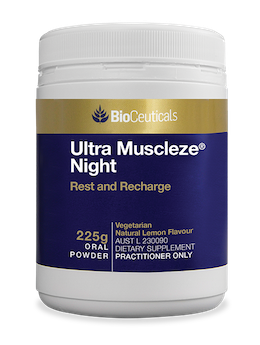 BioCeuticals
Ultra Muscleze®
Night
Rest and Recharge
225g
ORAL
POWDER
Vegetarian
Natural Lemon Flavour
AUST L 230090
DIETARY SUPPLEMENT
PRACTITIONER ONLY